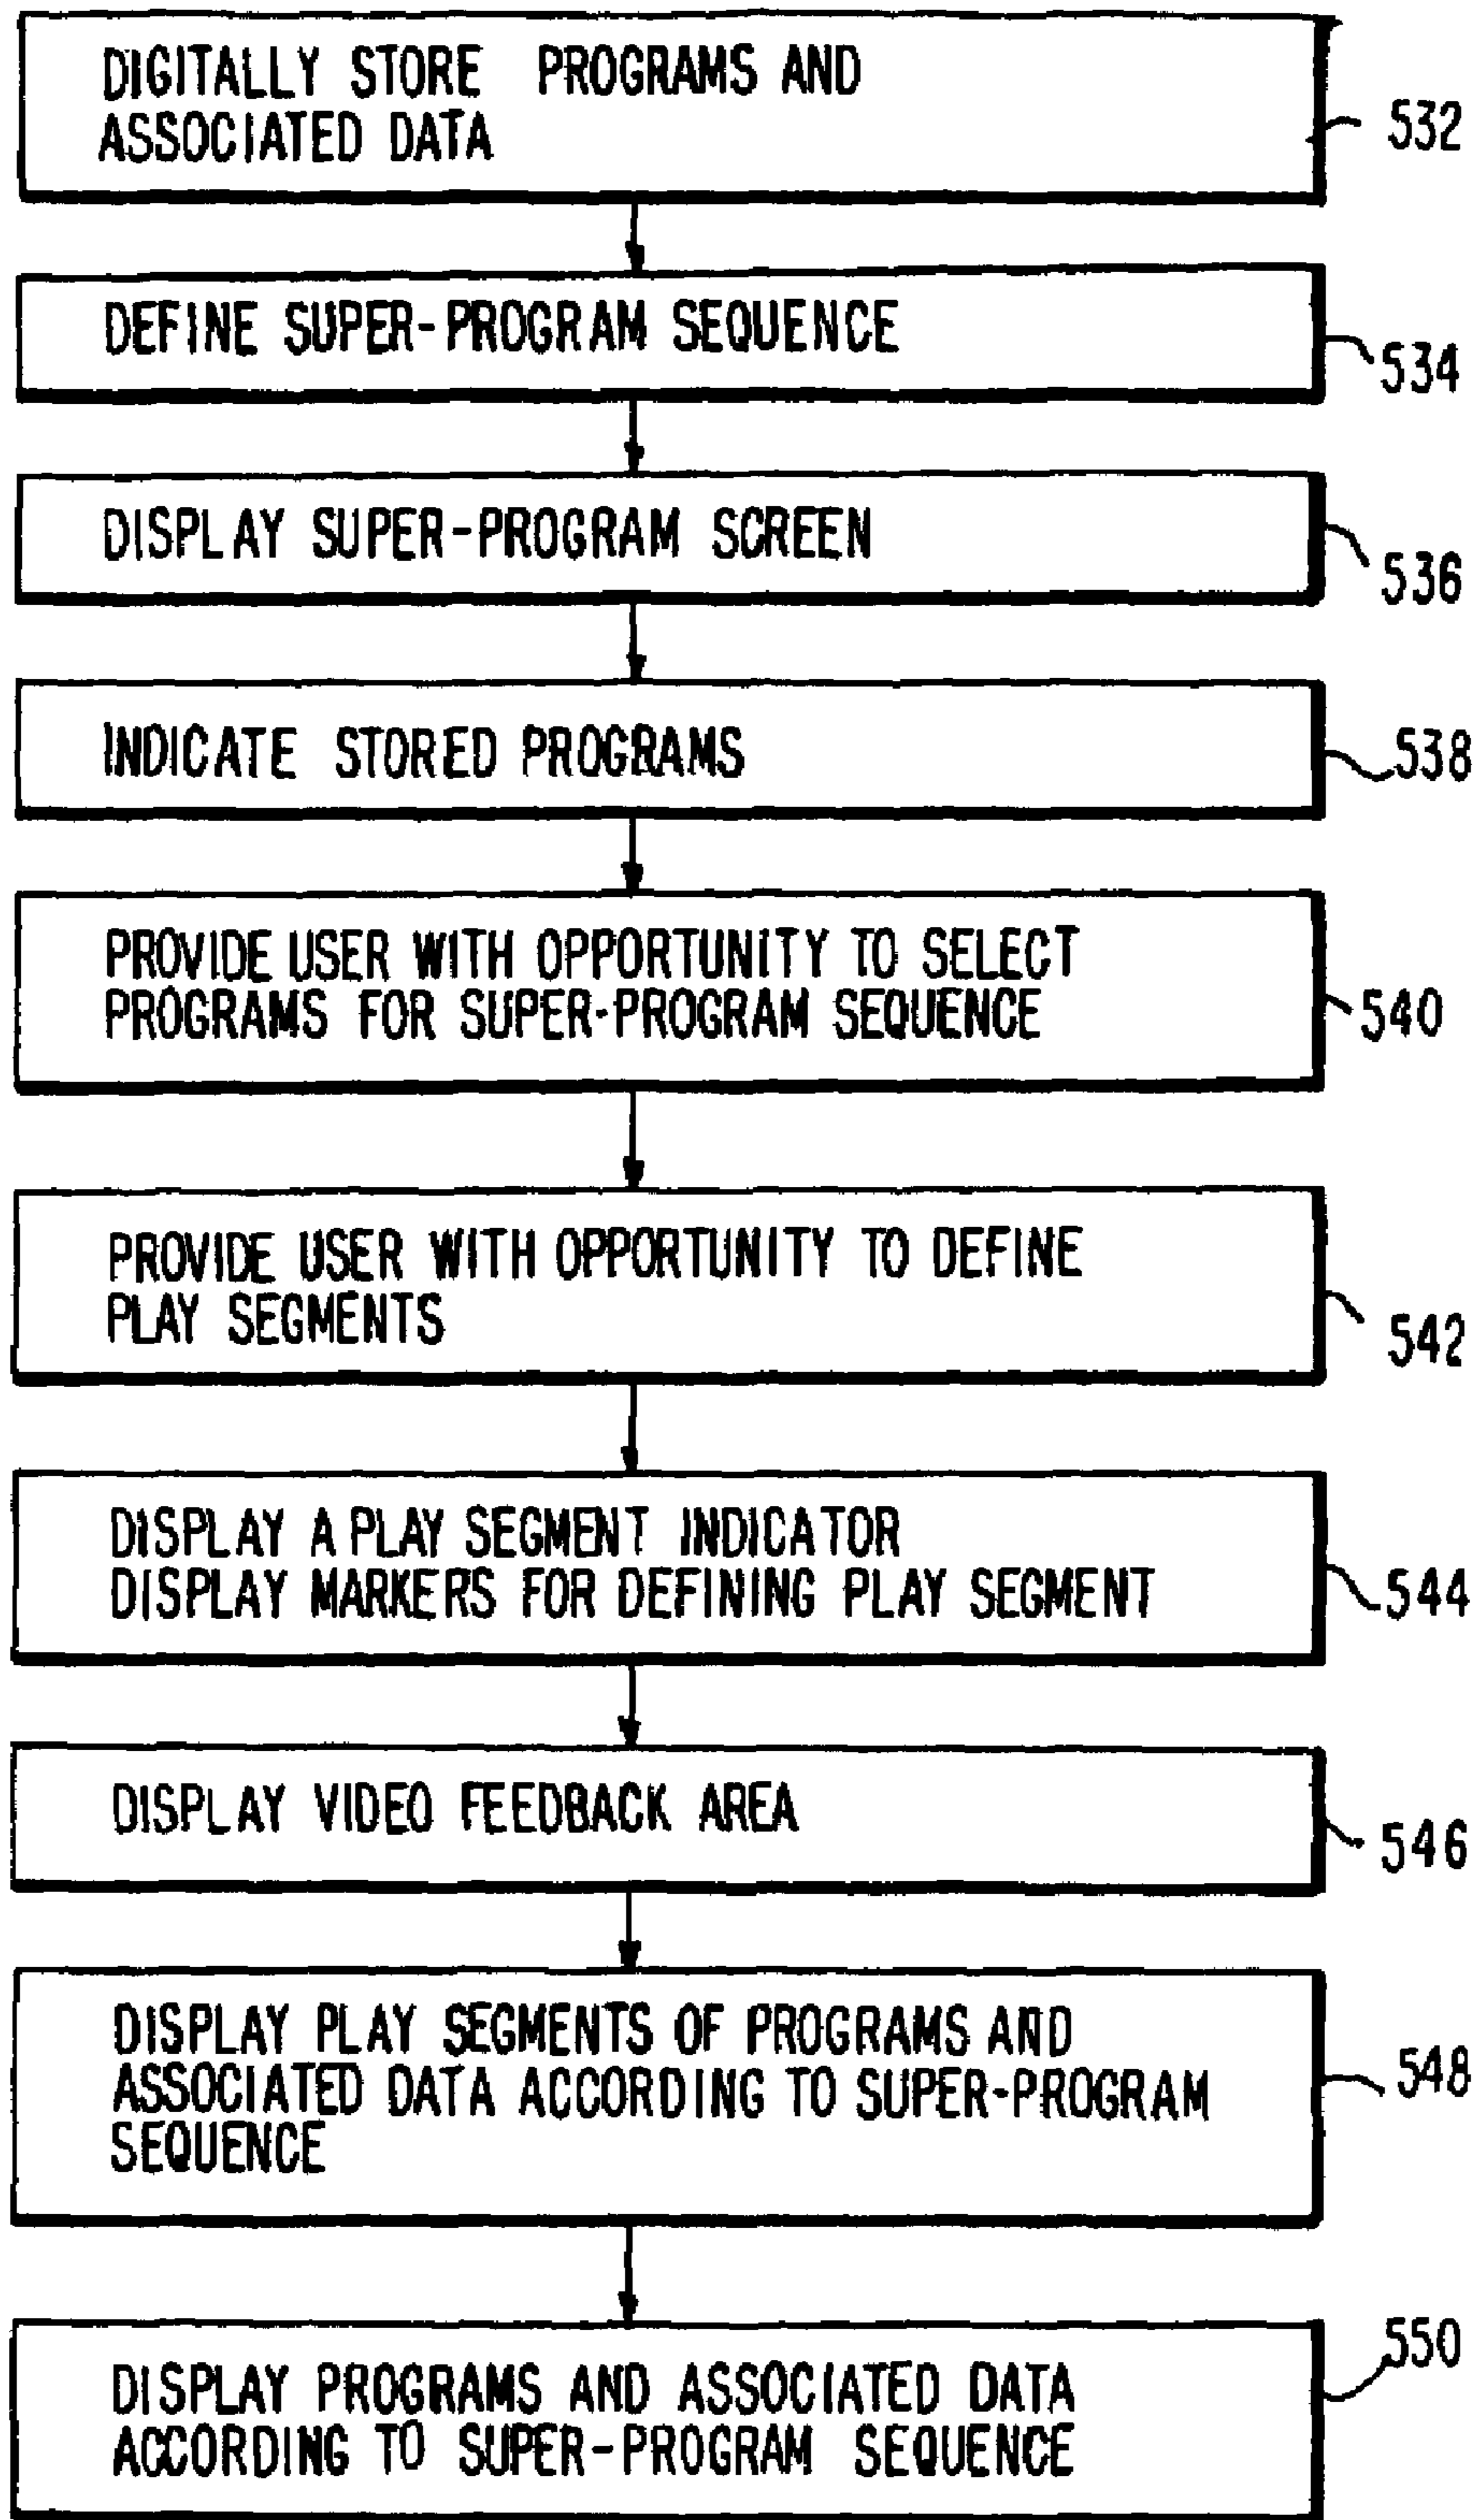 DIGITALLY STORE PROGRAMS AND
ASSOCIATED DATA
532
DEFINE SUPER-PROGRAM SEQUENCE
534
DISPLAY SUPER-PROGRAM SCREEN
536
INDICATE STORED PROGRAMS
538
PROVIDE USER WITH OPPORTUNITY TO SELECT
PROGRAMS FOR SUPER-PROGRAM SEQUENCE
540
PROVIDE USER WITH OPPORTUNITY TO DEFINE
PLAY SEGMENTS
542
DISPLAY A PLAY SEGMENT INDICATOR
DISPLAY MARKERS FOR DEFINING PLAY SEGMENT
544
DISPLAY VIDEO FEEDBACK AREA
546
DISPLAY PLAY SEGMENTS OF PROGRAMS AND
ASSOCIATED DATA ACCORDING TO SUPER-PROGRAM
SEQUENCE
548
DISPLAY PROGRAMS AND ASSOCIATED DATA
ACCORDING TO SUPER-PROGRAM SEQUENCE
550